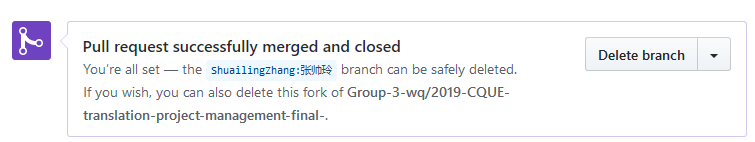 Pull request successfully merged and closed
Delete branch
You're all set — the ShuailingZhang:张帅玲 branch can be safely deleted.
If you wish, you can also delete this fork of Group-3-wq/2019-CQUE-
translation-project-management-final-.